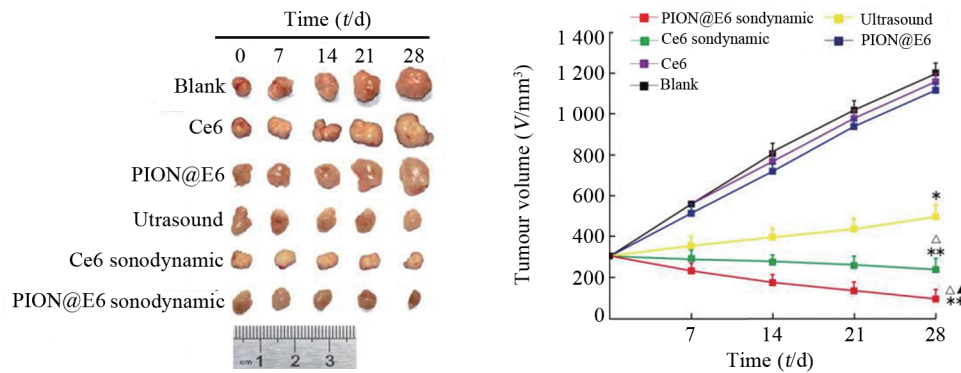 Time (t/d)
0 7 14 21 28
Blank
Ce6
PION@E6
Utrasound
Ce6 sonodynamic
PION@E6 sonodynamic
cm 1 2 3
PION@E6 sondynamic
Ultrasound
Ce6 sondynamic
PION@E6
Ce6
Blank
Tumour volume (V/mm³)
1 400
1 200
1 000
800
600
400
200
0
*
△
**
△▲
**
7 14 21 28
Time (t/d)